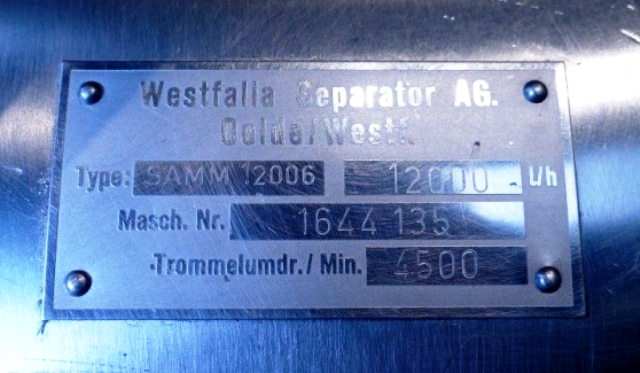 Westfalia Separator AG.
Oelde/Westf.
Type: SAMM 12006 12000 l/h
Masch. Nr. 1644 135
Trommelumdr./Min. 4500